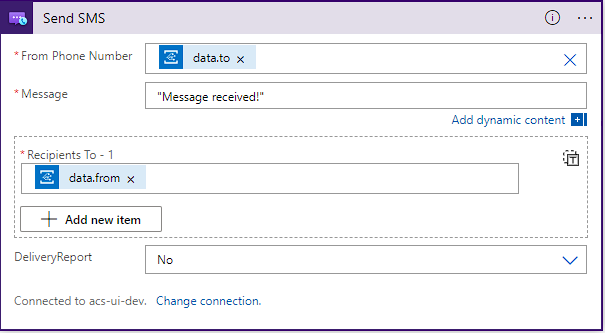 Send SMS
* From Phone Number
data.to ×
* Message
"Message received!"
Add dynamic content
* Recipients To - 1
data.from ×
Add new item
DeliveryReport
No
Connected to acs-ui-dev. Change connection.